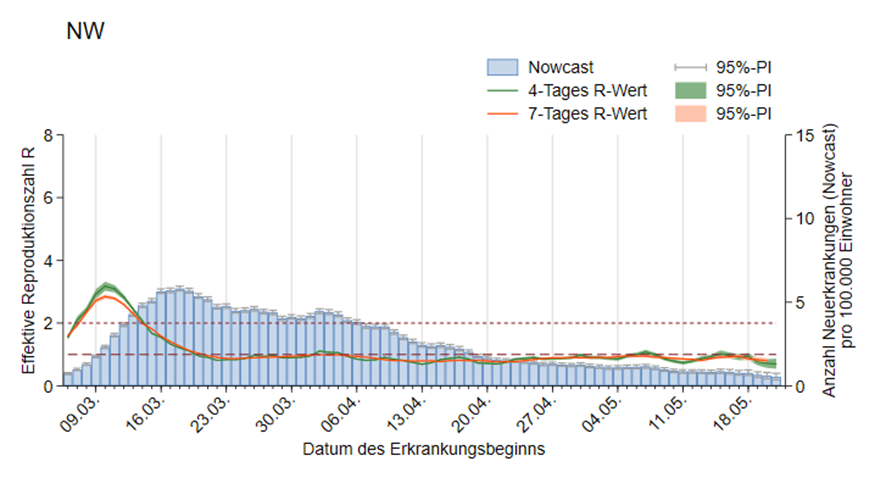 NW
Nowcast 95%-PI
4-Tages R-Wert 95%-PI
7-Tages R-Wert 95%-PI
Effektive Reproduktionszahl R
8
6
4
2
0
15
10
5
0
Anzahl Neuerkrankungen (Nowcast)
pro 100.000 Einwohner
09.03. 16.03. 23.03. 30.03. 06.04. 13.04. 20.04. 27.04. 04.05. 11.05. 18.05.
Datum des Erkrankungsbeginns